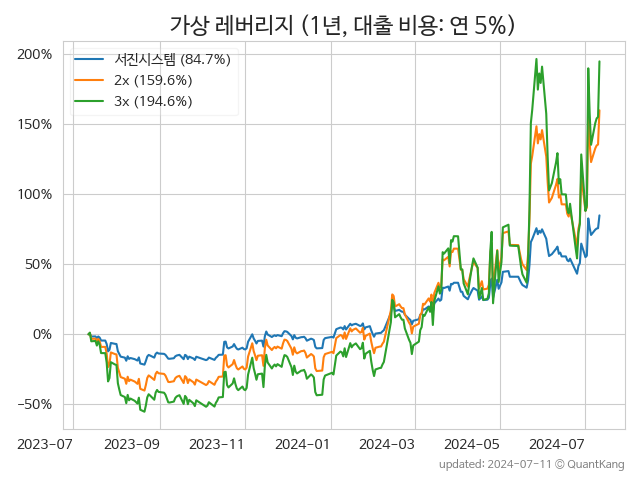 가상 레버리지 (1년, 대출 비용: 연 5%)
서진시스템 (84.7%)
2x (159.6%)
3x (194.6%)
200%
150%
100%
50%
0%
−50%
2023-07
2023-09
2023-11
2024-01
2024-03
2024-05
2024-07
updated: 2024-07-11 © QuantKang